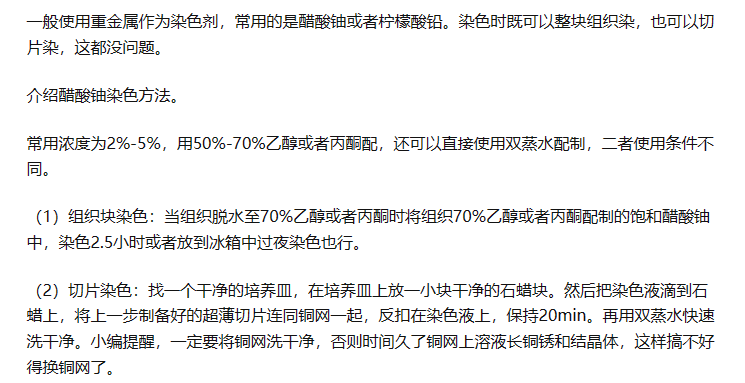 一般使用重金属作为染色剂，常用的是醋酸铀或者柠檬酸铅。染色时既可以整块组织染，也可以切
片染，这都没问题。
介绍醋酸铀染色方法。
常用浓度为2%-5%，用50%-70%乙醇或者丙酮配，还可以直接使用双蒸水配制，二者使用条件不
同。
（1）组织块染色：当组织脱水至70%乙醇或者丙酮时将组织70%乙醇或者丙酮配制的饱和醋酸铀
中，染色2.5小时或者放到冰箱中过夜染色也行。
（2）切片染色：找一个干净的培养皿，在培养皿上放一小块干净的石蜡块。然后把染色液滴到石
蜡上，将上一步制备好的超薄切片连同铜网一起，反扣在染色液上，保持20min。再用双蒸水快速
洗干净。小编提醒，一定要将铜网洗干净，否则时间久了铜网上溶液长铜锈和结晶体，这样搞不好
得换铜网了。